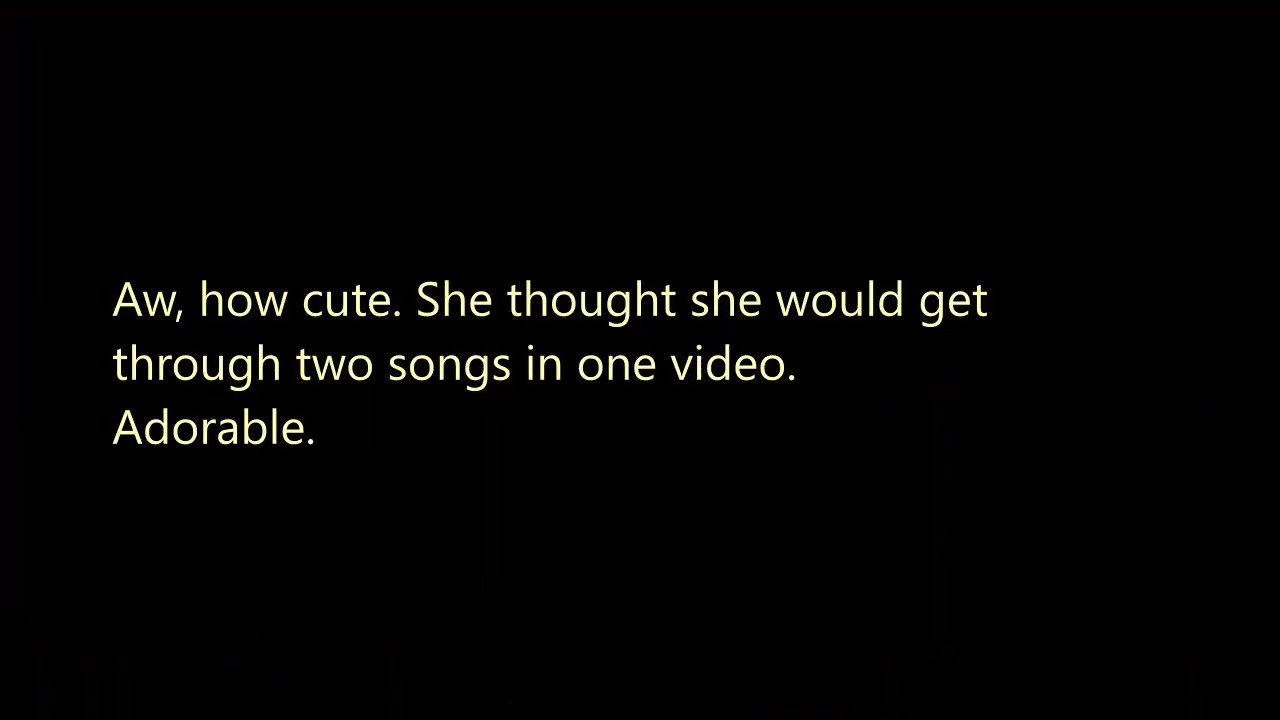 Aw, how cute. She thought she would get
through two songs in one video.
Adorable.